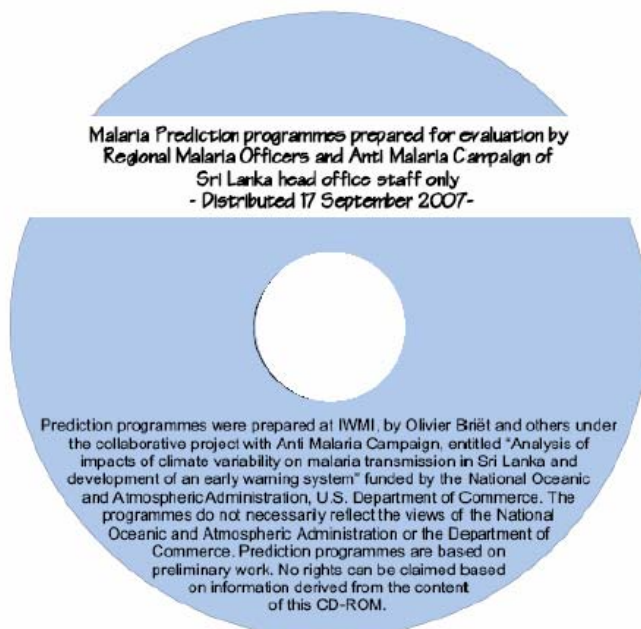 Malaria Prediction programmes prepared for evaluation by
Regional Malaria Officers and Anti Malaria Campaign of
Sri Lanka head office staff only
- Distributed 17 September 2007-
Prediction programmes were prepared at IWMI, by Olivier Briët and others under
the collaborative project with Anti Malaria Campaign, entitled “Analysis of
impacts of climate variability on malaria transmission in Sri Lanka and
development of an early warning system” funded by the National Oceanic
and Atmospheric Administration, U.S. Department of Commerce. The
programmes do not necessarily reflect the views of the National
Oceanic and Atmospheric Administration or the Department of
Commerce. Prediction programmes are based on
preliminary work. No rights can be claimed based
on information derived from the content
of this CD-ROM.